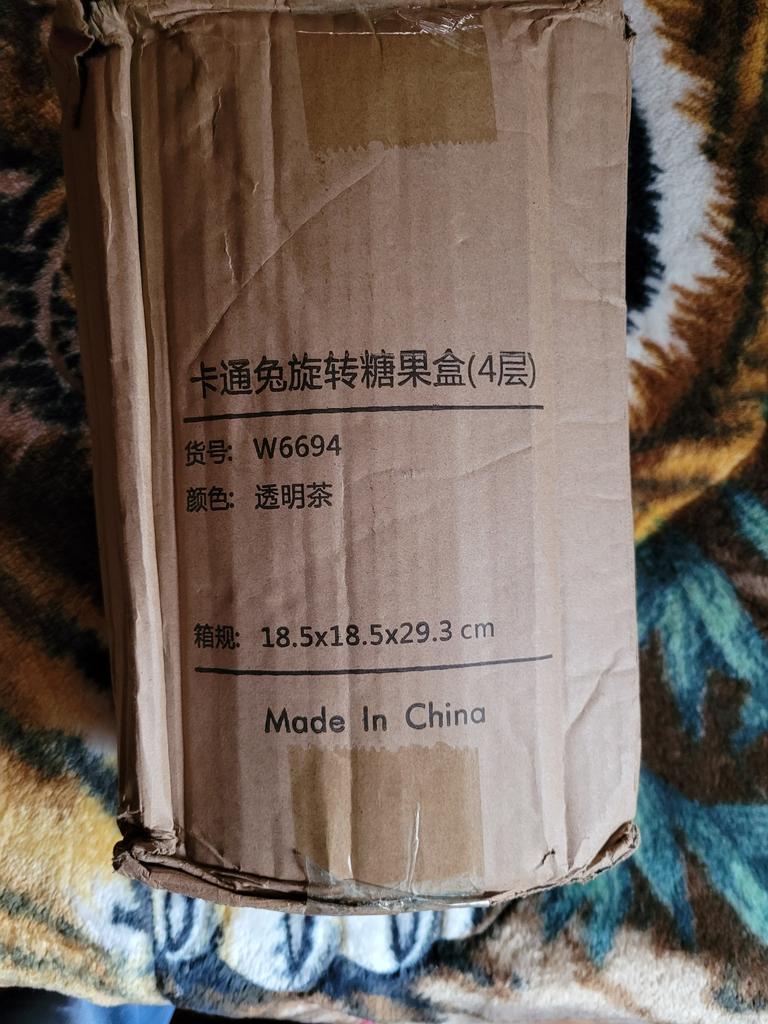 卡通兔旋转糖果盒(4层)
货号: W6694
颜色: 透明茶
箱规: 18.5x18.5x29.3 cm
Made In China